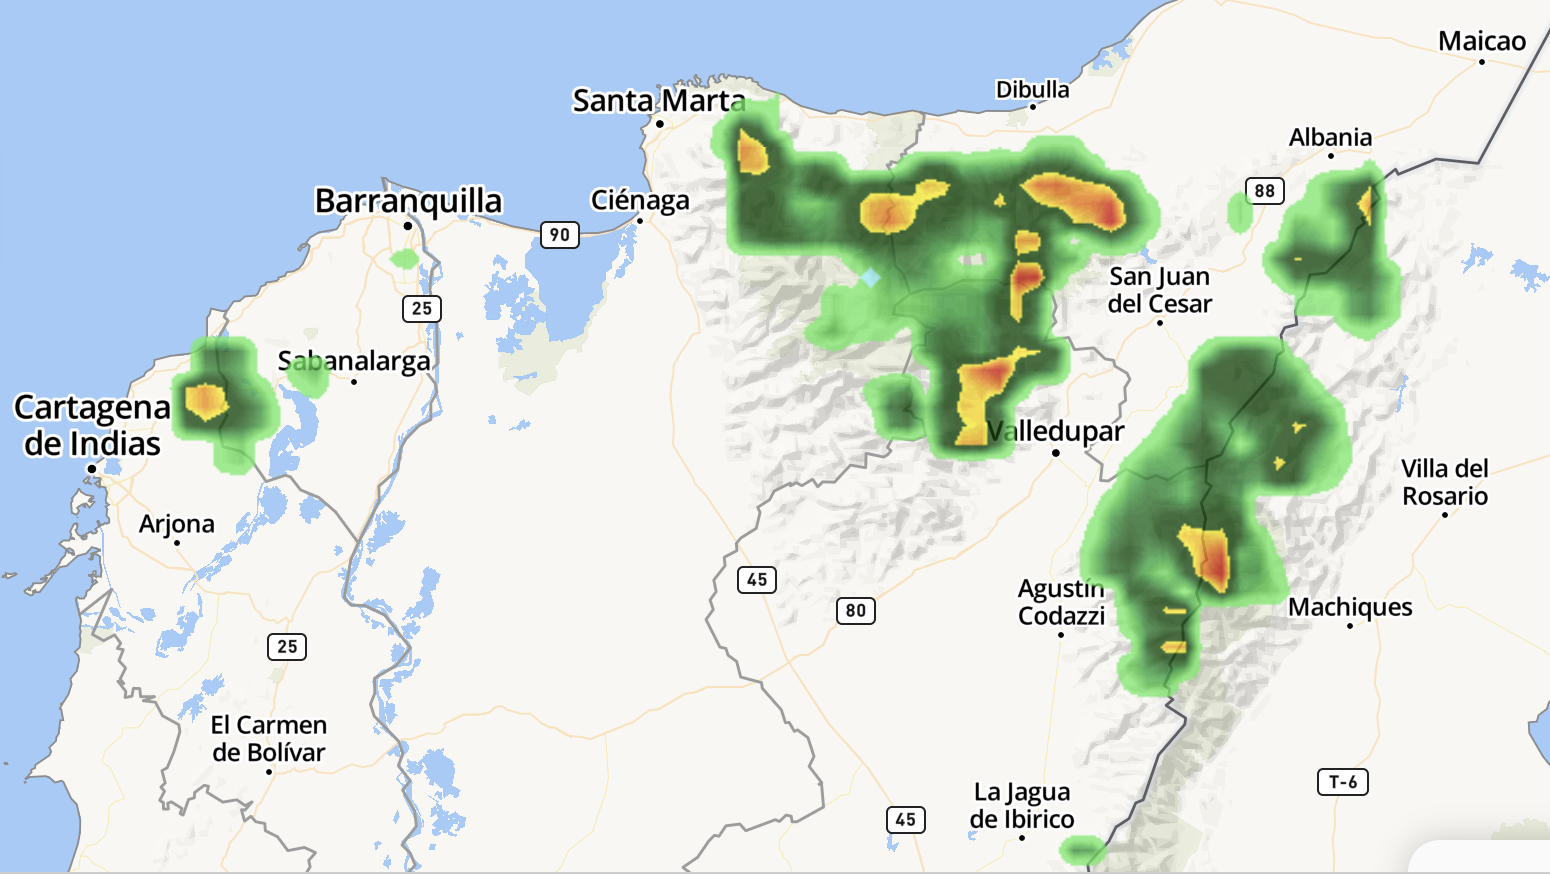 Maicao
Dibulla
Santa Marta
Albania
88
Barranquilla
Ciénaga
90
San Juan
del Cesar
25
Sabanalarga
Cartagena
de Indias
Valledupar
Villa del
Rosario
Arjona
45
80
Agustín
Codazzi
Machiques
25
El Carmen
de Bolívar
T-6
La Jagua
de Ibirico
45